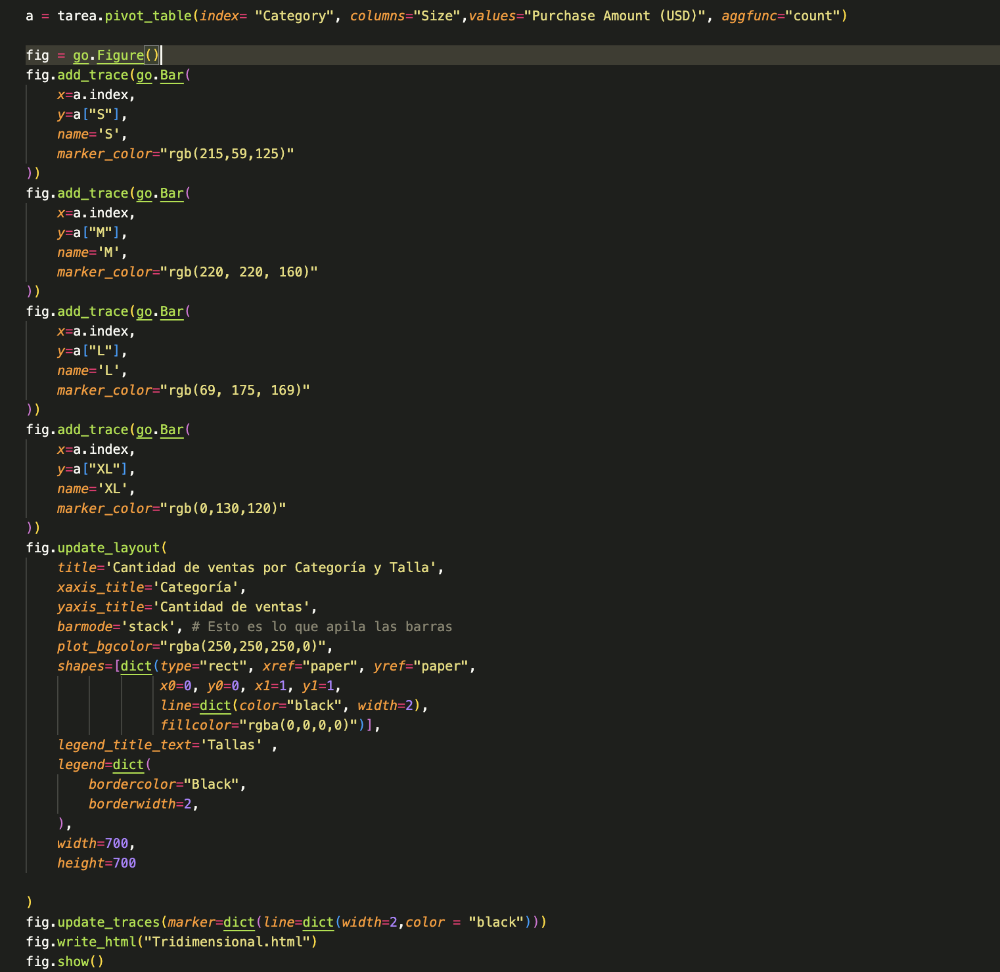 a = tarea.pivot_table(index= "Category", columns="Size",values="Purchase Amount (USD)", aggfunc="count")

fig = go.Figure()
fig.add_trace(go.Bar(
    x=a.index,
    y=a["S"],
    name='S',
    marker_color="rgb(215,59,125)"
))
fig.add_trace(go.Bar(
    x=a.index,
    y=a["M"],
    name='M',
    marker_color="rgb(220, 220, 160)"
))
fig.add_trace(go.Bar(
    x=a.index,
    y=a["L"],
    name='L',
    marker_color="rgb(69, 175, 169)"
))
fig.add_trace(go.Bar(
    x=a.index,
    y=a["XL"],
    name='XL',
    marker_color="rgb(0,130,120)"
))
fig.update_layout(
    title='Cantidad de ventas por Categoría y Talla',
    xaxis_title='Categoría',
    yaxis_title='Cantidad de ventas',
    barmode='stack', # Esto es lo que apila las barras
    plot_bgcolor="rgba(250,250,250,0)",
    shapes=[dict(type="rect", xref="paper", yref="paper",
                 x0=0, y0=0, x1=1, y1=1,
                 line=dict(color="black", width=2),
                 fillcolor="rgba(0,0,0,0)")],
    legend_title_text='Tallas' ,
    legend=dict(
        bordercolor="Black",
        borderwidth=2,
    ),
    width=700,
    height=700

)
fig.update_traces(marker=dict(line=dict(width=2,color = "black")))
fig.write_html("Tridimensional.html")
fig.show()